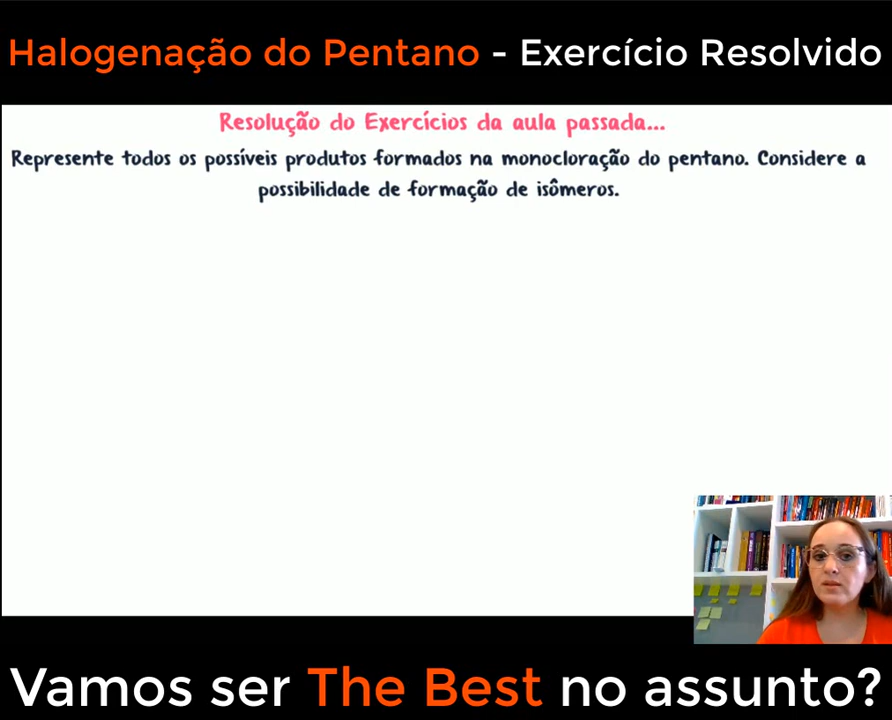 Halogenação do Pentano - Exercício Resolvido
Resolução do Exercícios da aula passada...
Represente todos os possíveis produtos formados na monocloração do pentano. Considere a
possibilidade de formação de isômeros.
Vamos ser The Best no assunto?